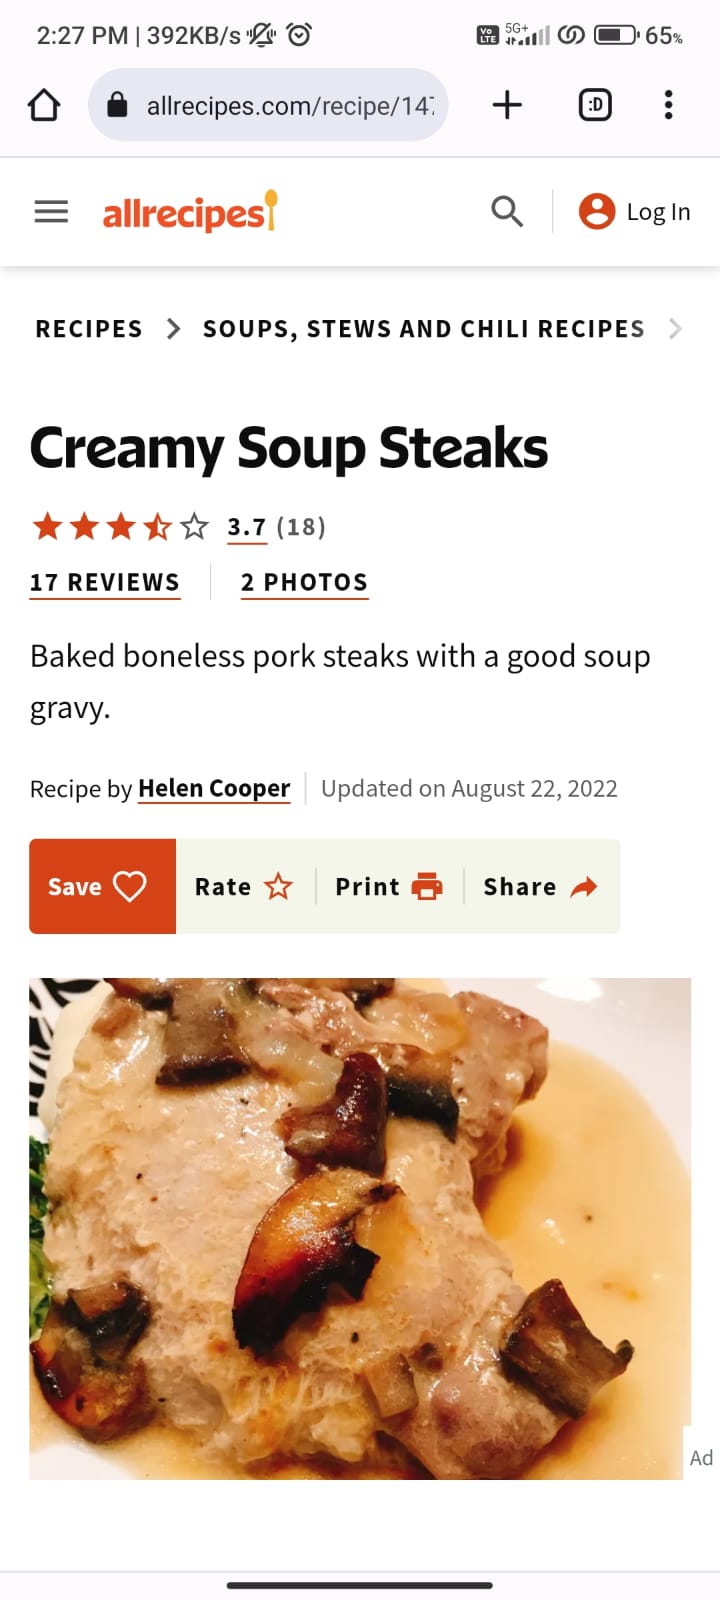 2:27 PM | 392KB/s
Vo LTE 5G+ 65%
allrecipes.com/recipe/14
:D
allrecipes
Log In
RECIPES > SOUPS, STEWS AND CHILI RECIPES >
Creamy Soup Steaks
3.7 (18)
17 REVIEWS
2 PHOTOS
Baked boneless pork steaks with a good soup
gravy.
Recipe by Helen Cooper
Updated on August 22, 2022
Save
Rate
Print
Share
Ad